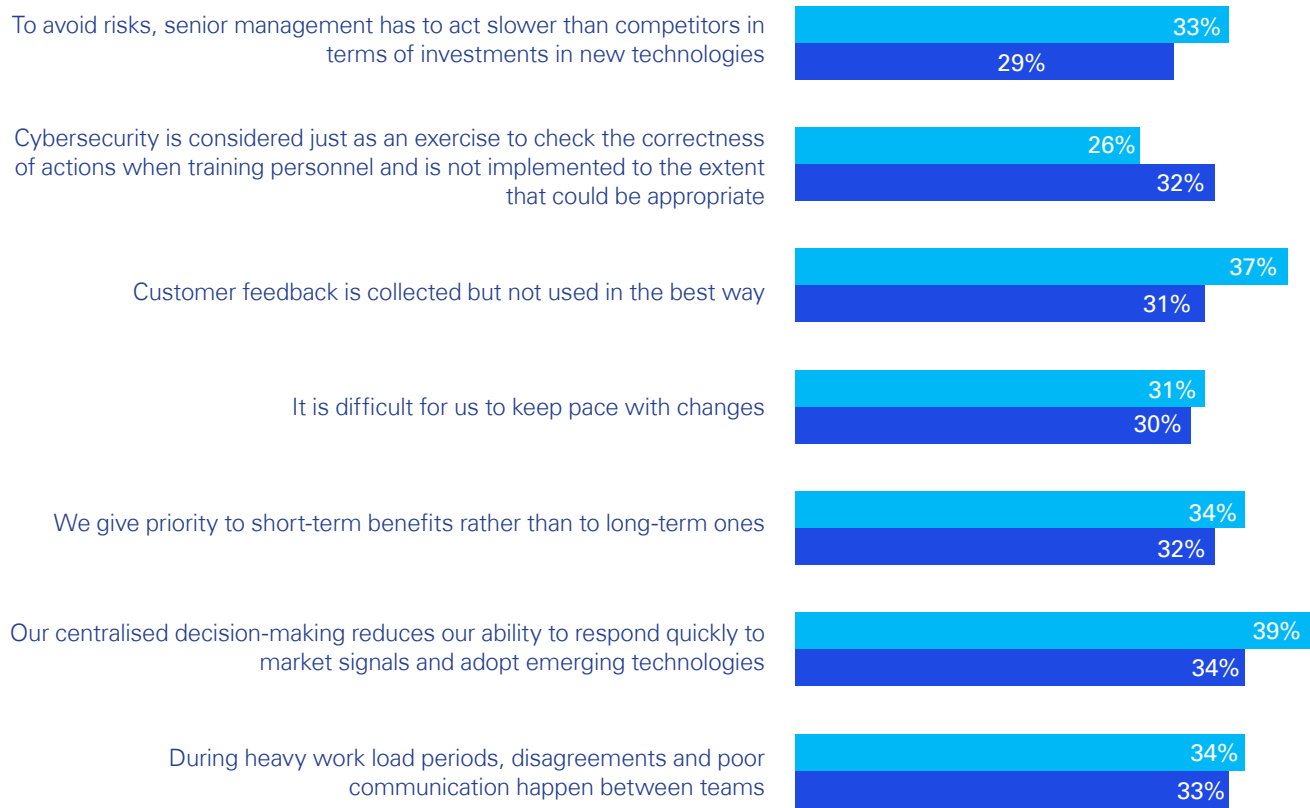 To avoid risks, senior management has to act slower than competitors in
terms of investments in new technologies
33%
29%
Cybersecurity is considered just as an exercise to check the correctness
of actions when training personnel and is not implemented to the extent
that could be appropriate
26%
32%
Customer feedback is collected but not used in the best way
37%
31%
It is difficult for us to keep pace with changes
31%
30%
We give priority to short-term benefits rather than to long-term ones
34%
32%
Our centralised decision-making reduces our ability to respond quickly to
market signals and adopt emerging technologies
39%
34%
During heavy work load periods, disagreements and poor
communication happen between teams
34%
33%